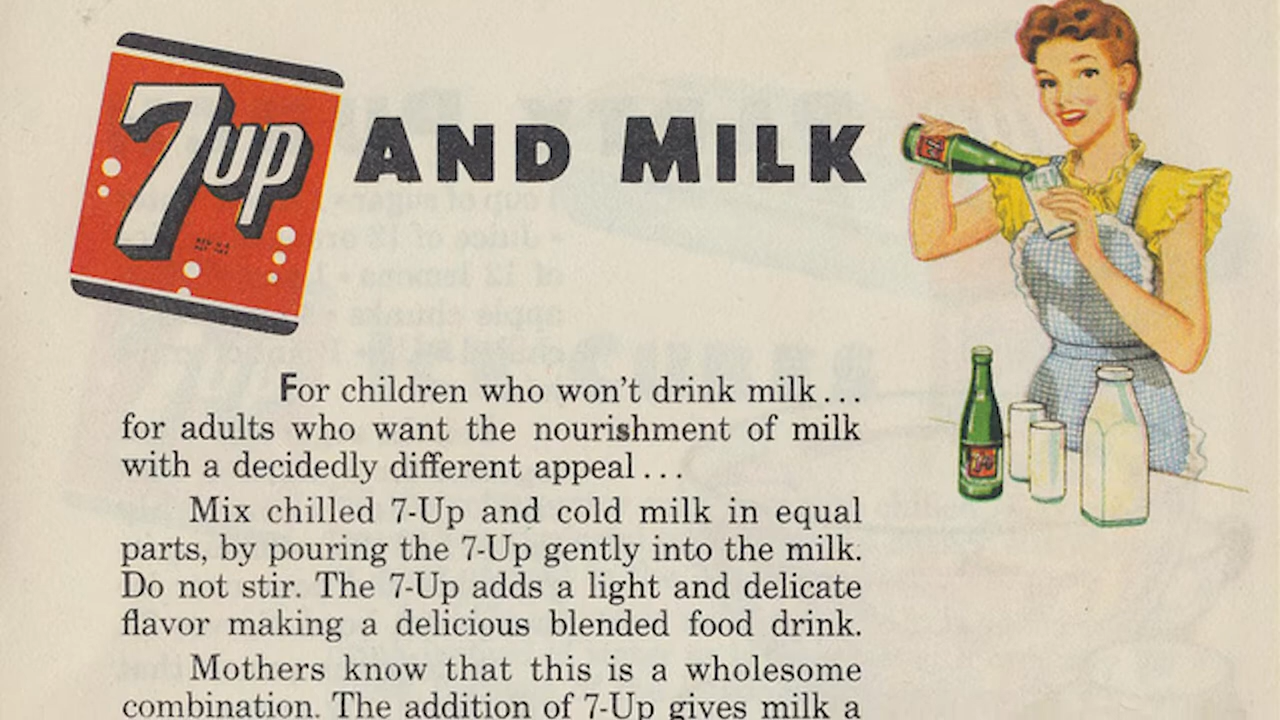 7up AND MILK
For children who won't drink milk...
for adults who want the nourishment of milk
with a decidedly different appeal...
Mix chilled 7-Up and cold milk in equal
parts, by pouring the 7-Up gently into the milk.
Do not stir. The 7-Up adds a light and delicate
flavor making a delicious blended food drink.
Mothers know that this is a wholesome
combination. The addition of 7-Up gives milk a